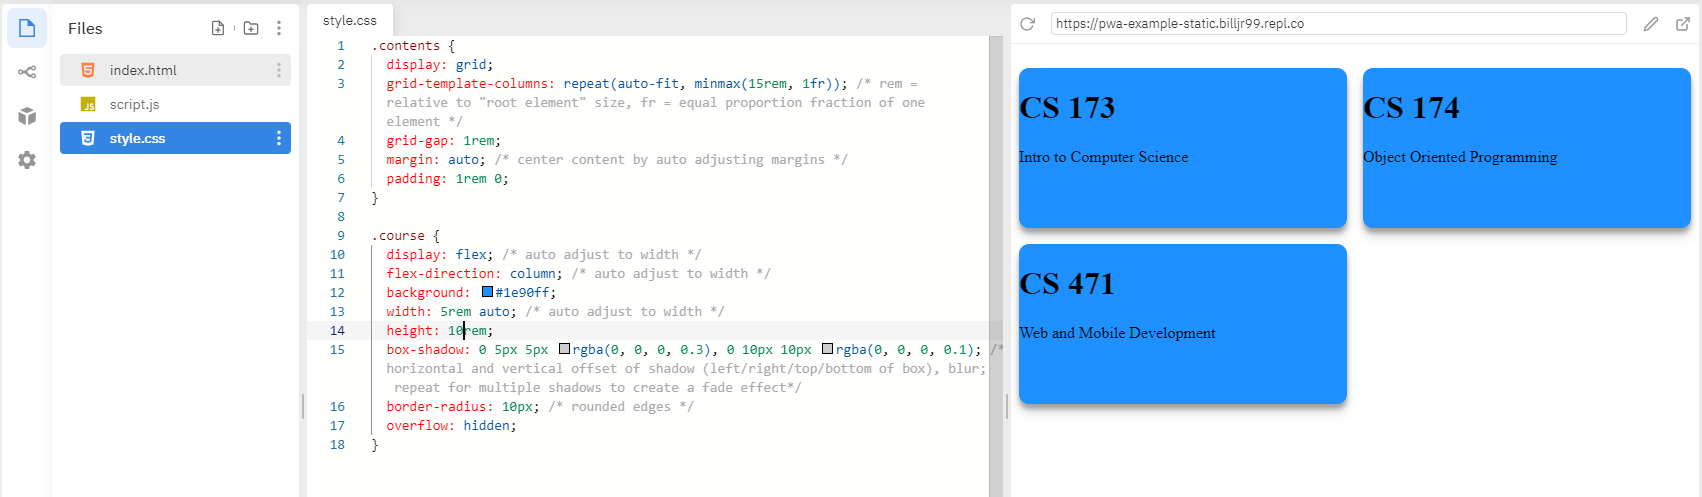 Files
index.html
script.js
style.css
style.css
1 .contents {
2 display: grid;
3 grid-template-columns: repeat(auto-fit, minmax(15rem, 1fr)); /* rem =
relative to "root element" size, fr = equal proportion fraction of one
element */
4 grid-gap: 1rem;
5 margin: auto; /* center content by auto adjusting margins */
6 padding: 1rem 0;
7 }
8
9 .course {
10 display: flex; /* auto adjust to width */
11 flex-direction: column; /* auto adjust to width */
12 background: #1e90ff;
13 width: 5rem auto; /* auto adjust to width */
14 height: 10rem;
15 box-shadow: 0 5px 5px rgba(0, 0, 0, 0.3), 0 10px 10px rgba(0, 0, 0, 0.1); /*
horizontal and vertical offset of shadow (left/right/top/bottom of box), blur;
repeat for multiple shadows to create a fade effect*/
16 border-radius: 10px; /* rounded edges */
17 overflow: hidden;
18 }
https://pwa-example-static.billjr99.repl.co
CS 173
Intro to Computer Science
CS 174
Object Oriented Programming
CS 471
Web and Mobile Development